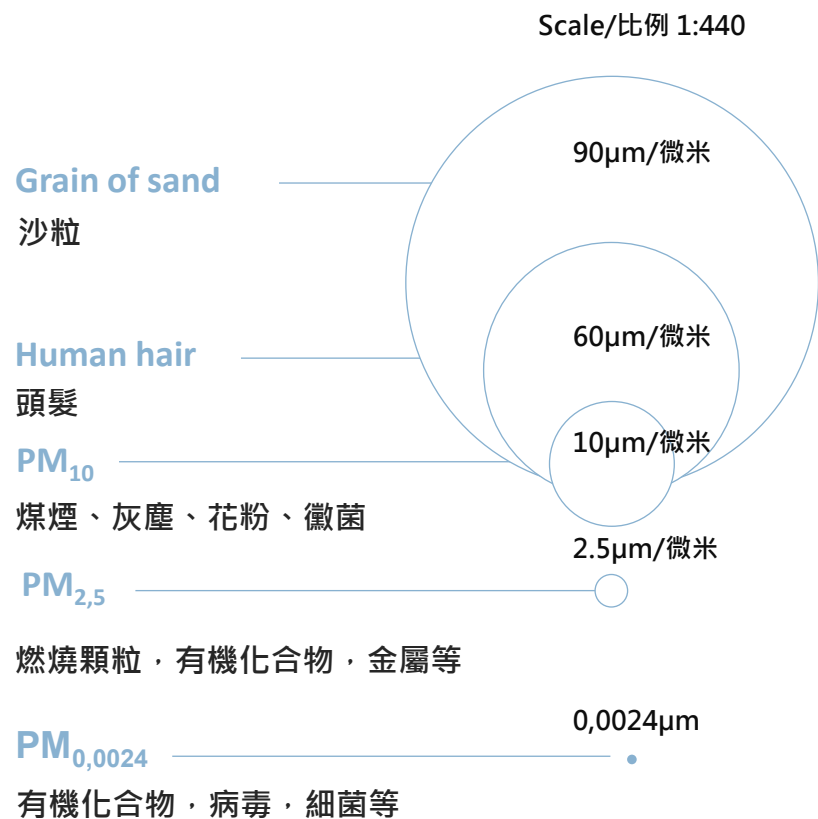 Scale/比例 1:440
90μm/微米
Grain of sand
沙粒
60μm/微米
Human hair
頭髮
10μm/微米
PM10
煤煙、灰塵、花粉、黴菌
2.5μm/微米
PM2,5
燃燒顆粒，有機化合物，金屬等
0,0024μm
PM0,0024
有機化合物，病毒，細菌等